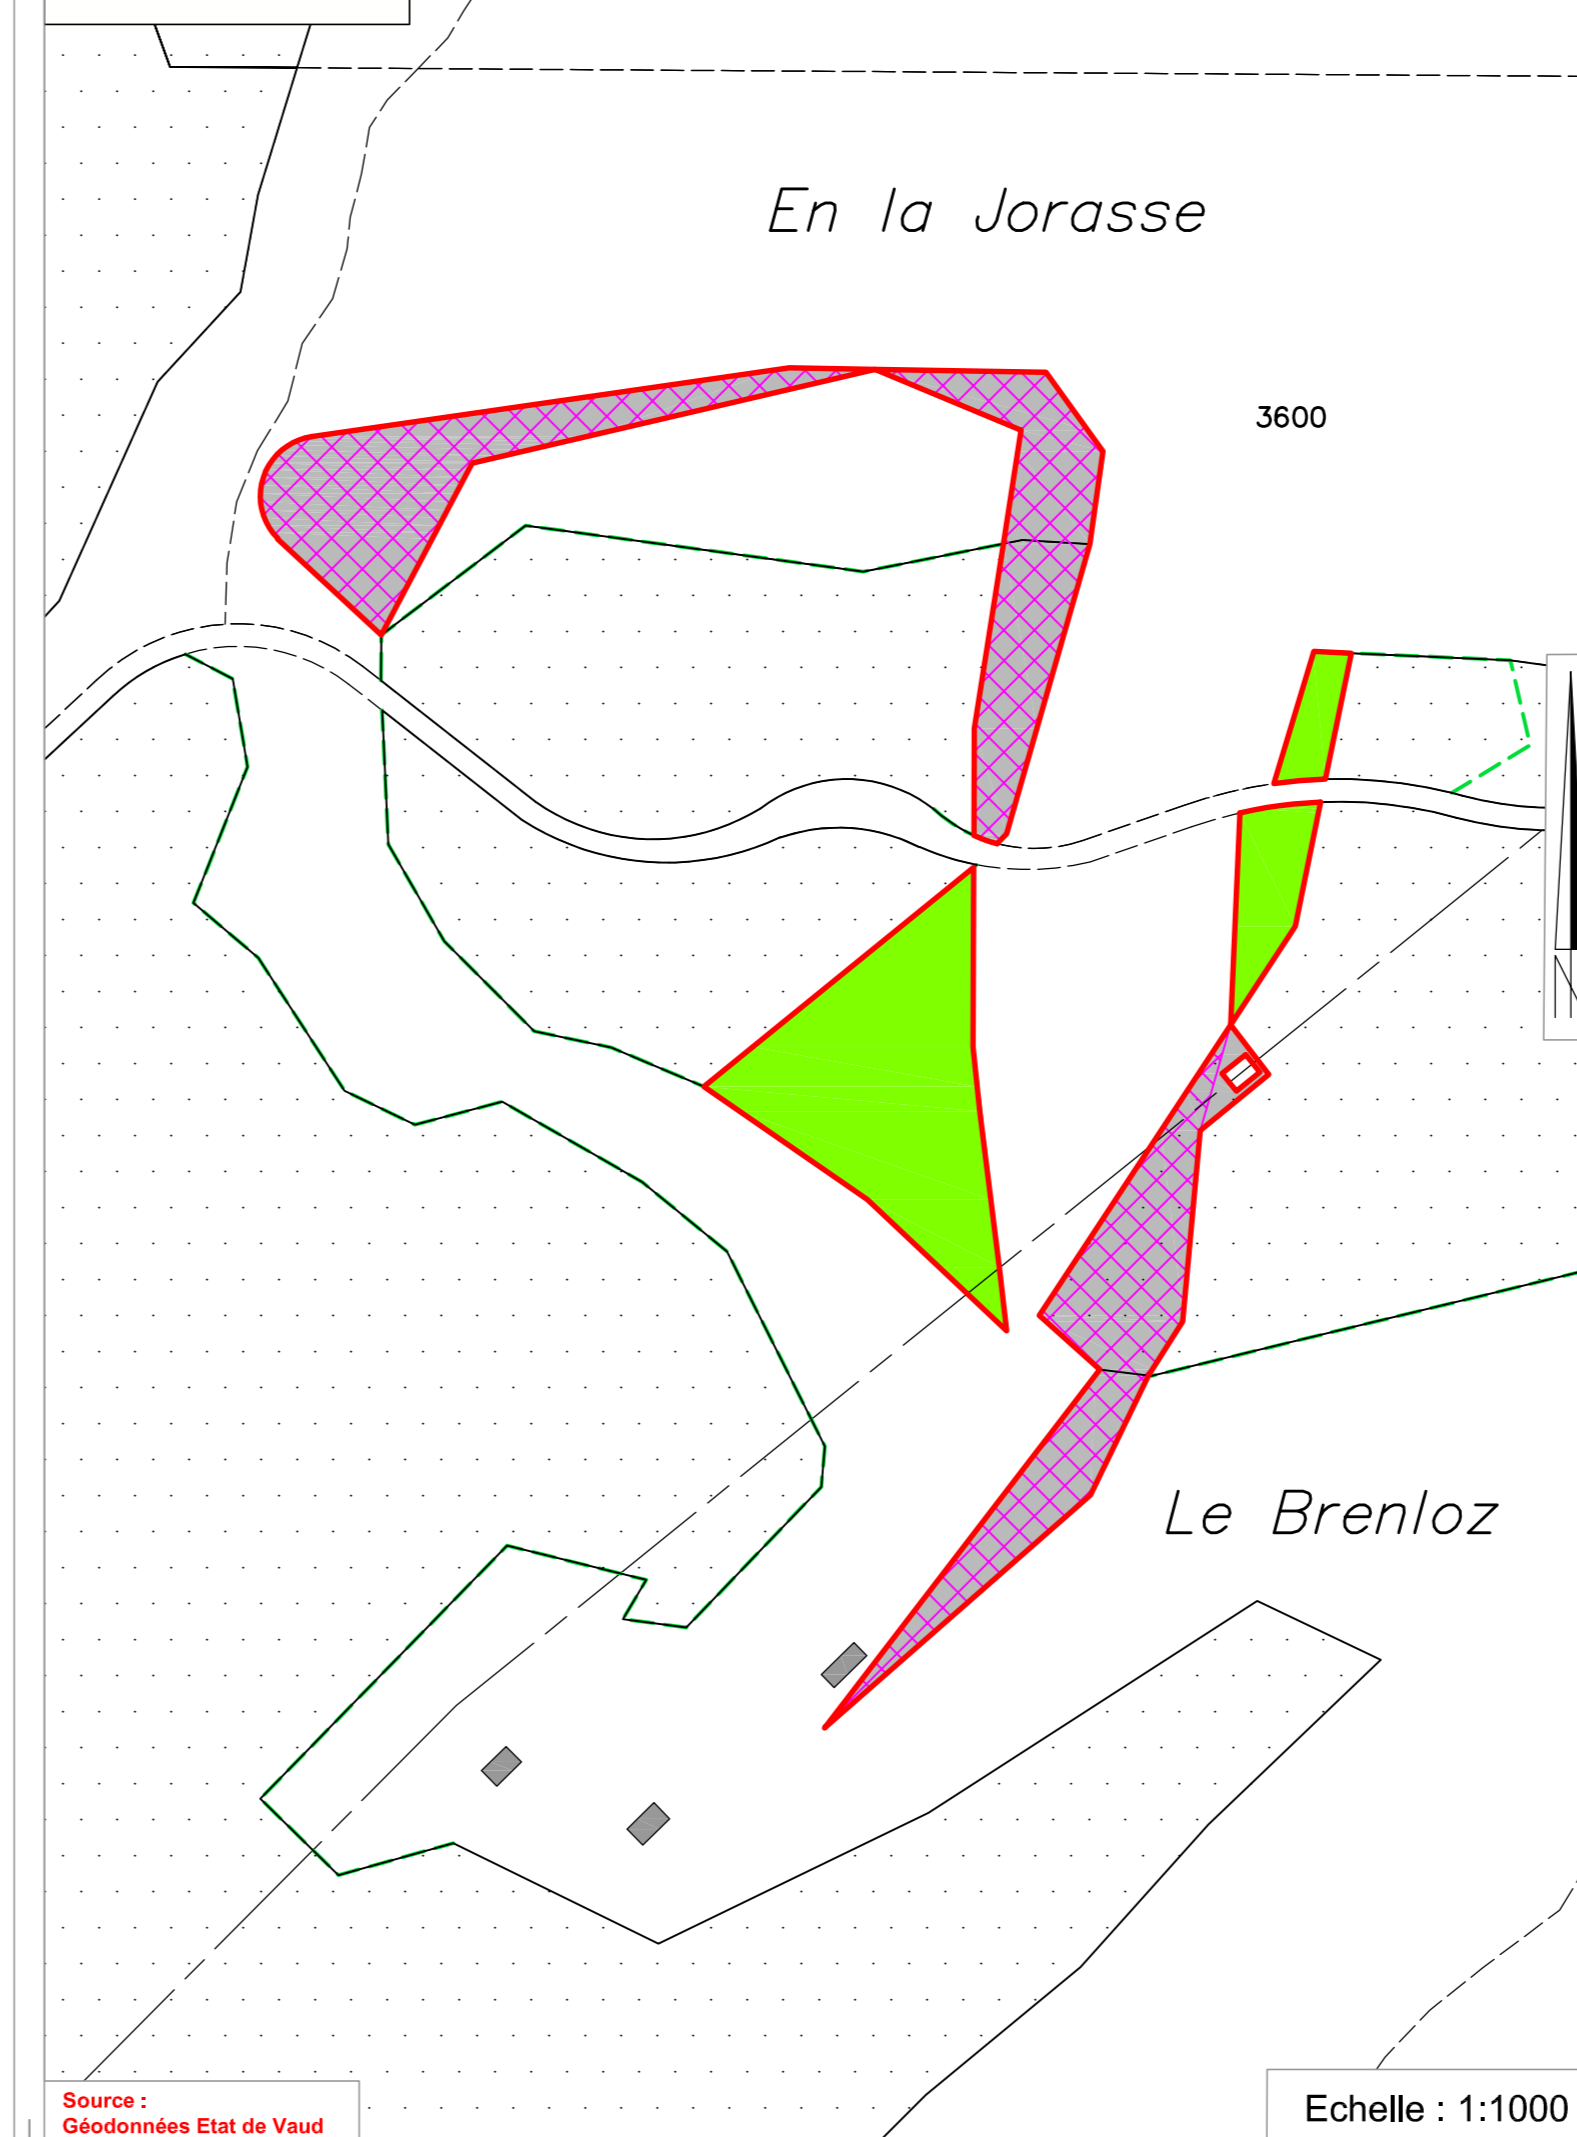 En la Jorasse
3600
Le Brenloz
Source :
Géodonnées Etat de Vaud
Echelle : 1:1000